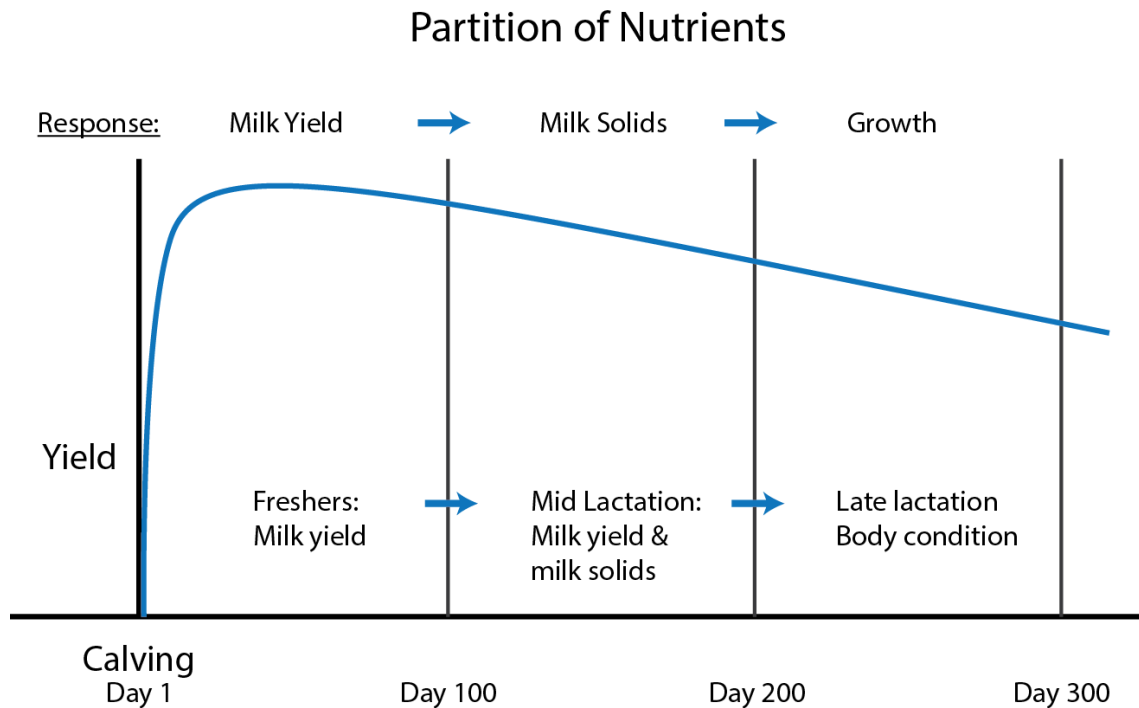 Partition of Nutrients
Response: Milk Yield Milk Solids Growth
Yield
Freshers:
Milk yield
Mid Lactation:
Milk yield &
milk solids
Late lactation
Body condition
Calving
Day 1 Day 100 Day 200 Day 300